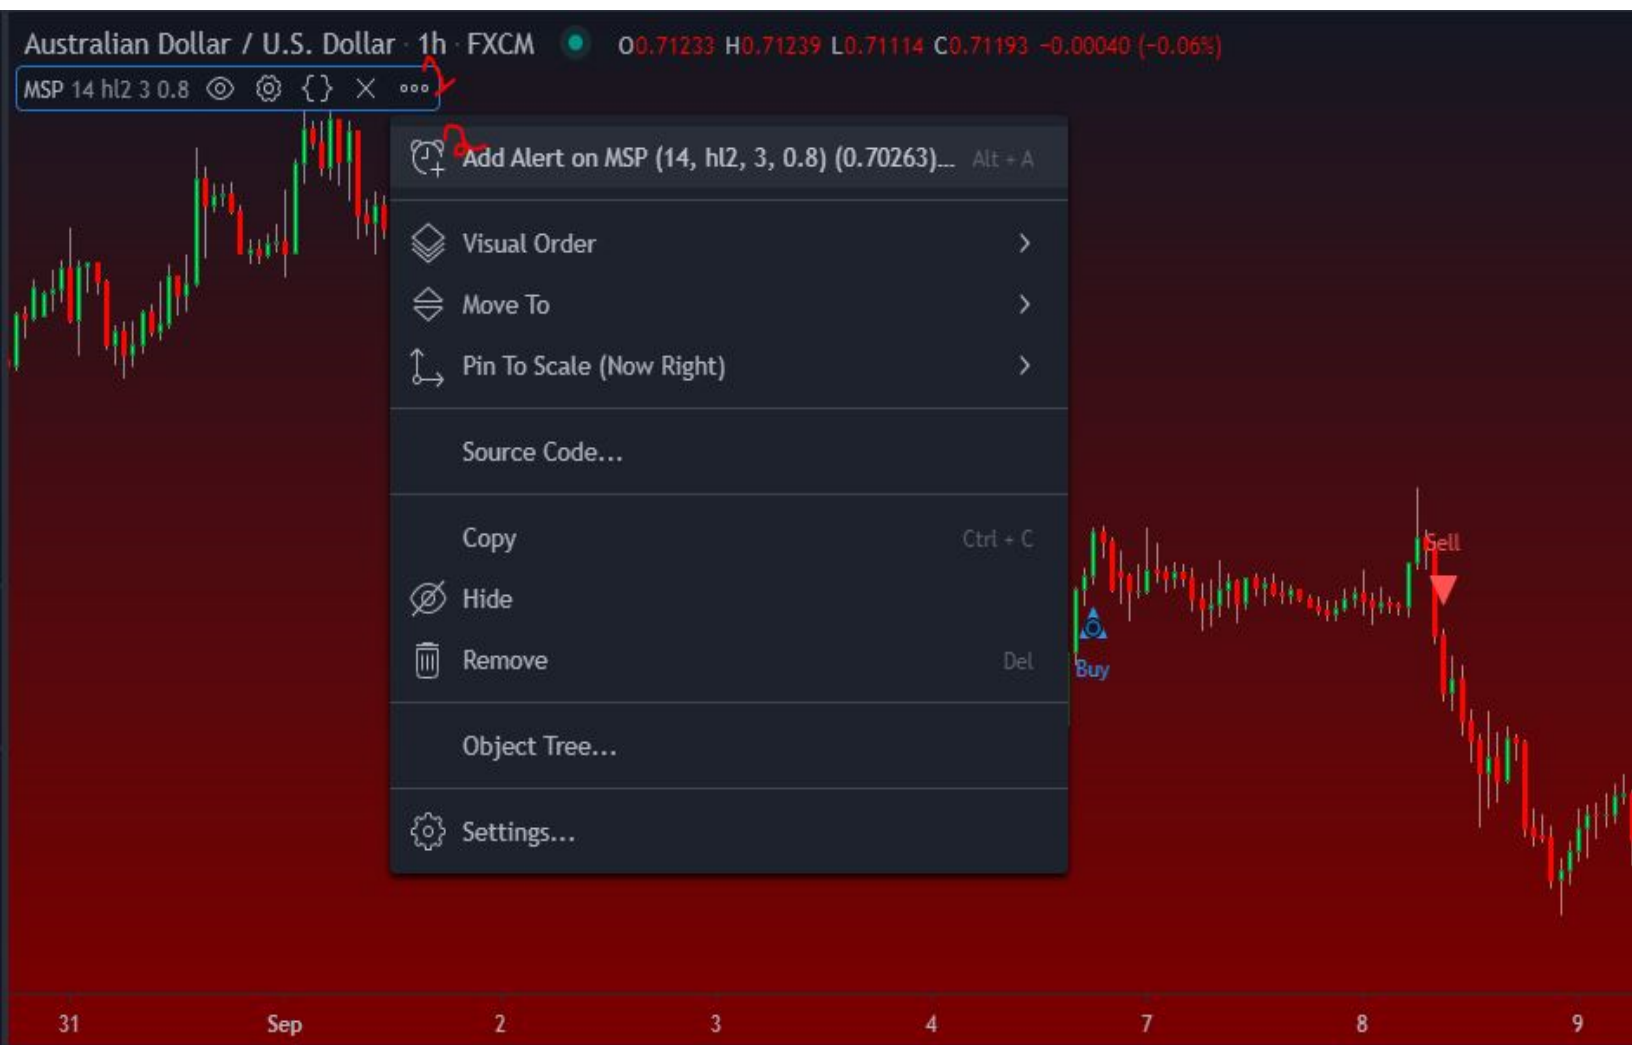 Australian Dollar / U.S. Dollar · 1h · FXCM O0.71233 H0.71239 L0.71114 C0.71193 −0.00040 (−0.06%)
MSP 14 hl2 3 0.8
Add Alert on MSP (14, hl2, 3, 0.8) (0.70263)... Alt + A
Visual Order
Move To
Pin To Scale (Now Right)
Source Code...
Copy Ctrl + C
Hide
Remove Del
Object Tree...
Settings...
Sell
Buy
31 Sep 2 3 4 7 8 9